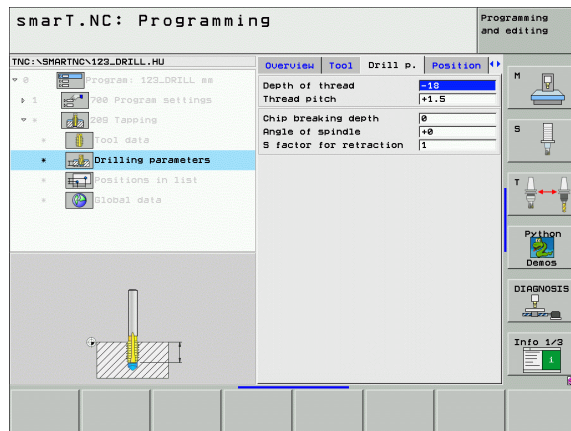 smarT.NC: Programming
Programming and editing
TNC:\SMARTNC\123_DRILL.HU
0 Program: 123_DRILL mm
1 700 Program settings
* 209 Tapping
* Tool data
* Drilling parameters
* Positions in list
* Global data
Overview Tool Drill p. Position
Depth of thread -18
Thread pitch +1.5
Chip breaking depth 0
Angle of spindle +0
S factor for retraction 1
M
S
T
Python
Demos
DIAGNOSIS
Info 1/3
1